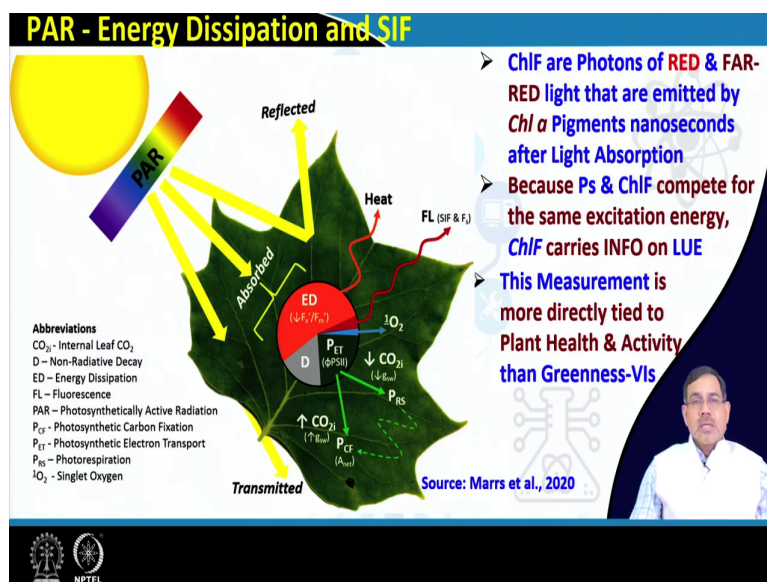 PAR - Energy Dissipation and SIF
Reflected
PAR
Absorbed
Heat
FL (SIF & Fs)
ED
(↓Fv'/Fm')
¹O₂
D
PET
(ϕPSII)
↓ CO₂i
(↓gsw)
PRS
↑ CO₂i
(↑gsw)
PCF
(Anet)
Transmitted
Abbreviations
CO₂i - Internal Leaf CO₂
D – Non-Radiative Decay
ED – Energy Dissipation
FL – Fluorescence
PAR – Photosynthetically Active Radiation
PCF - Photosynthetic Carbon Fixation
PET - Photosynthetic Electron Transport
PRS – Photorespiration
¹O₂ - Singlet Oxygen
➤ ChlF are Photons of RED & FAR-
RED light that are emitted by
Chl a Pigments nanoseconds
after Light Absorption
➤ Because Ps & ChlF compete for
the same excitation energy,
ChlF carries INFO on LUE
➤ This Measurement is
more directly tied to
Plant Health & Activity
than Greenness-VIs
Source: Marrs et al., 2020
NPTEL